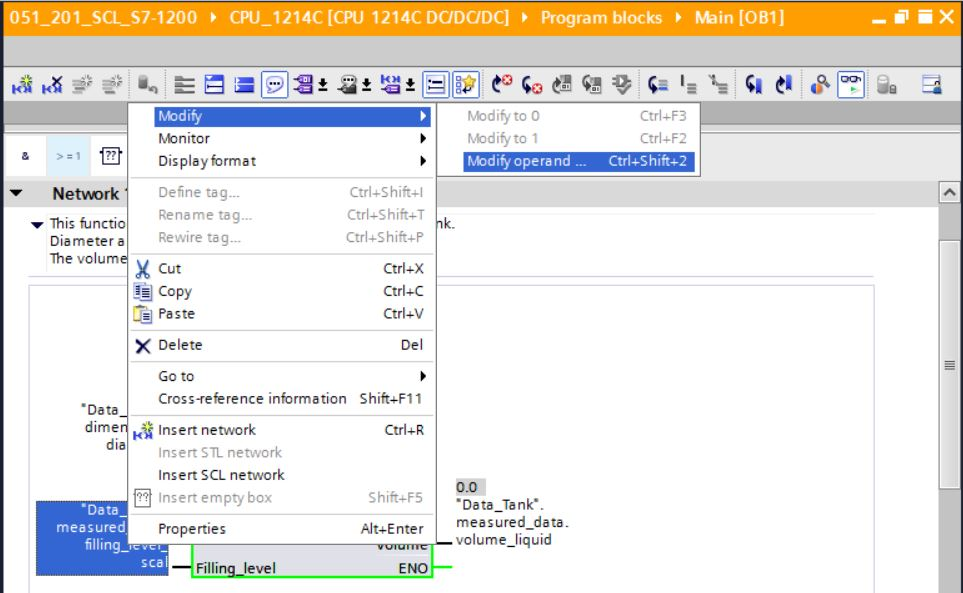 051_201_SCL_S7-1200 ▸ CPU_1214C [CPU 1214C DC/DC/DC] ▸ Program blocks ▸ Main [OB1]
Modify
Modify to 0 Ctrl+F3
Monitor
Modify to 1 Ctrl+F2
Display format
Modify operand ... Ctrl+Shift+2
& >=1 ??
Define tag... Ctrl+Shift+I
Network
Rename tag... Ctrl+Shift+T
This functio
nk.
Rewire tag... Ctrl+Shift+P
Diameter a
The volume
Cut Ctrl+X
Copy Ctrl+C
Paste Ctrl+V
Delete Del
Go to
Cross-reference information Shift+F11
"Data_
dimen
dia
Insert network Ctrl+R
Insert STL network
Insert SCL network
Insert empty box Shift+F5
Properties Alt+Enter
0.0
"Data_Tank".
measured_data.
volume_liquid
"Data_
measured_
filling_level_
scal
Volume
Filling_level ENO